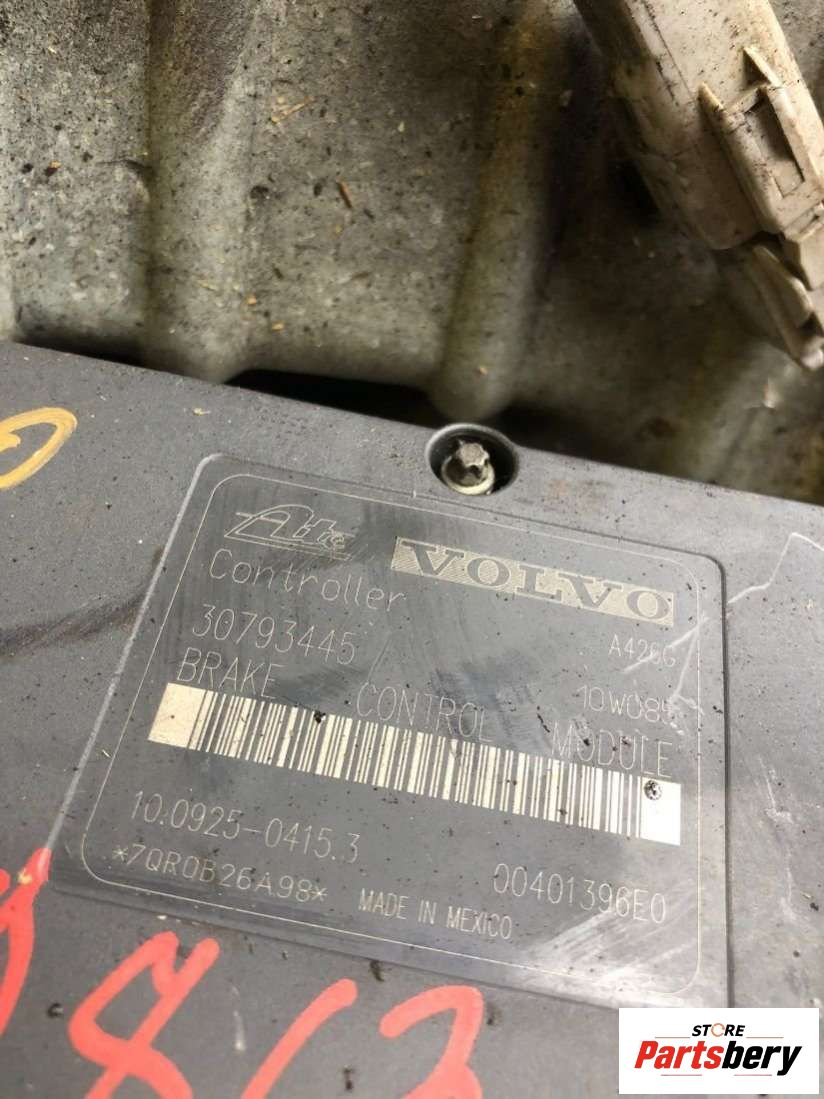 Ate VOLVO
Controller
30793445 A426G
BRAKE CONTROL MODULE
10W085
10.0925-0415.3 00401396E0
*7QR0B26A98* MADE IN MEXICO
812
STORE
Partsbery